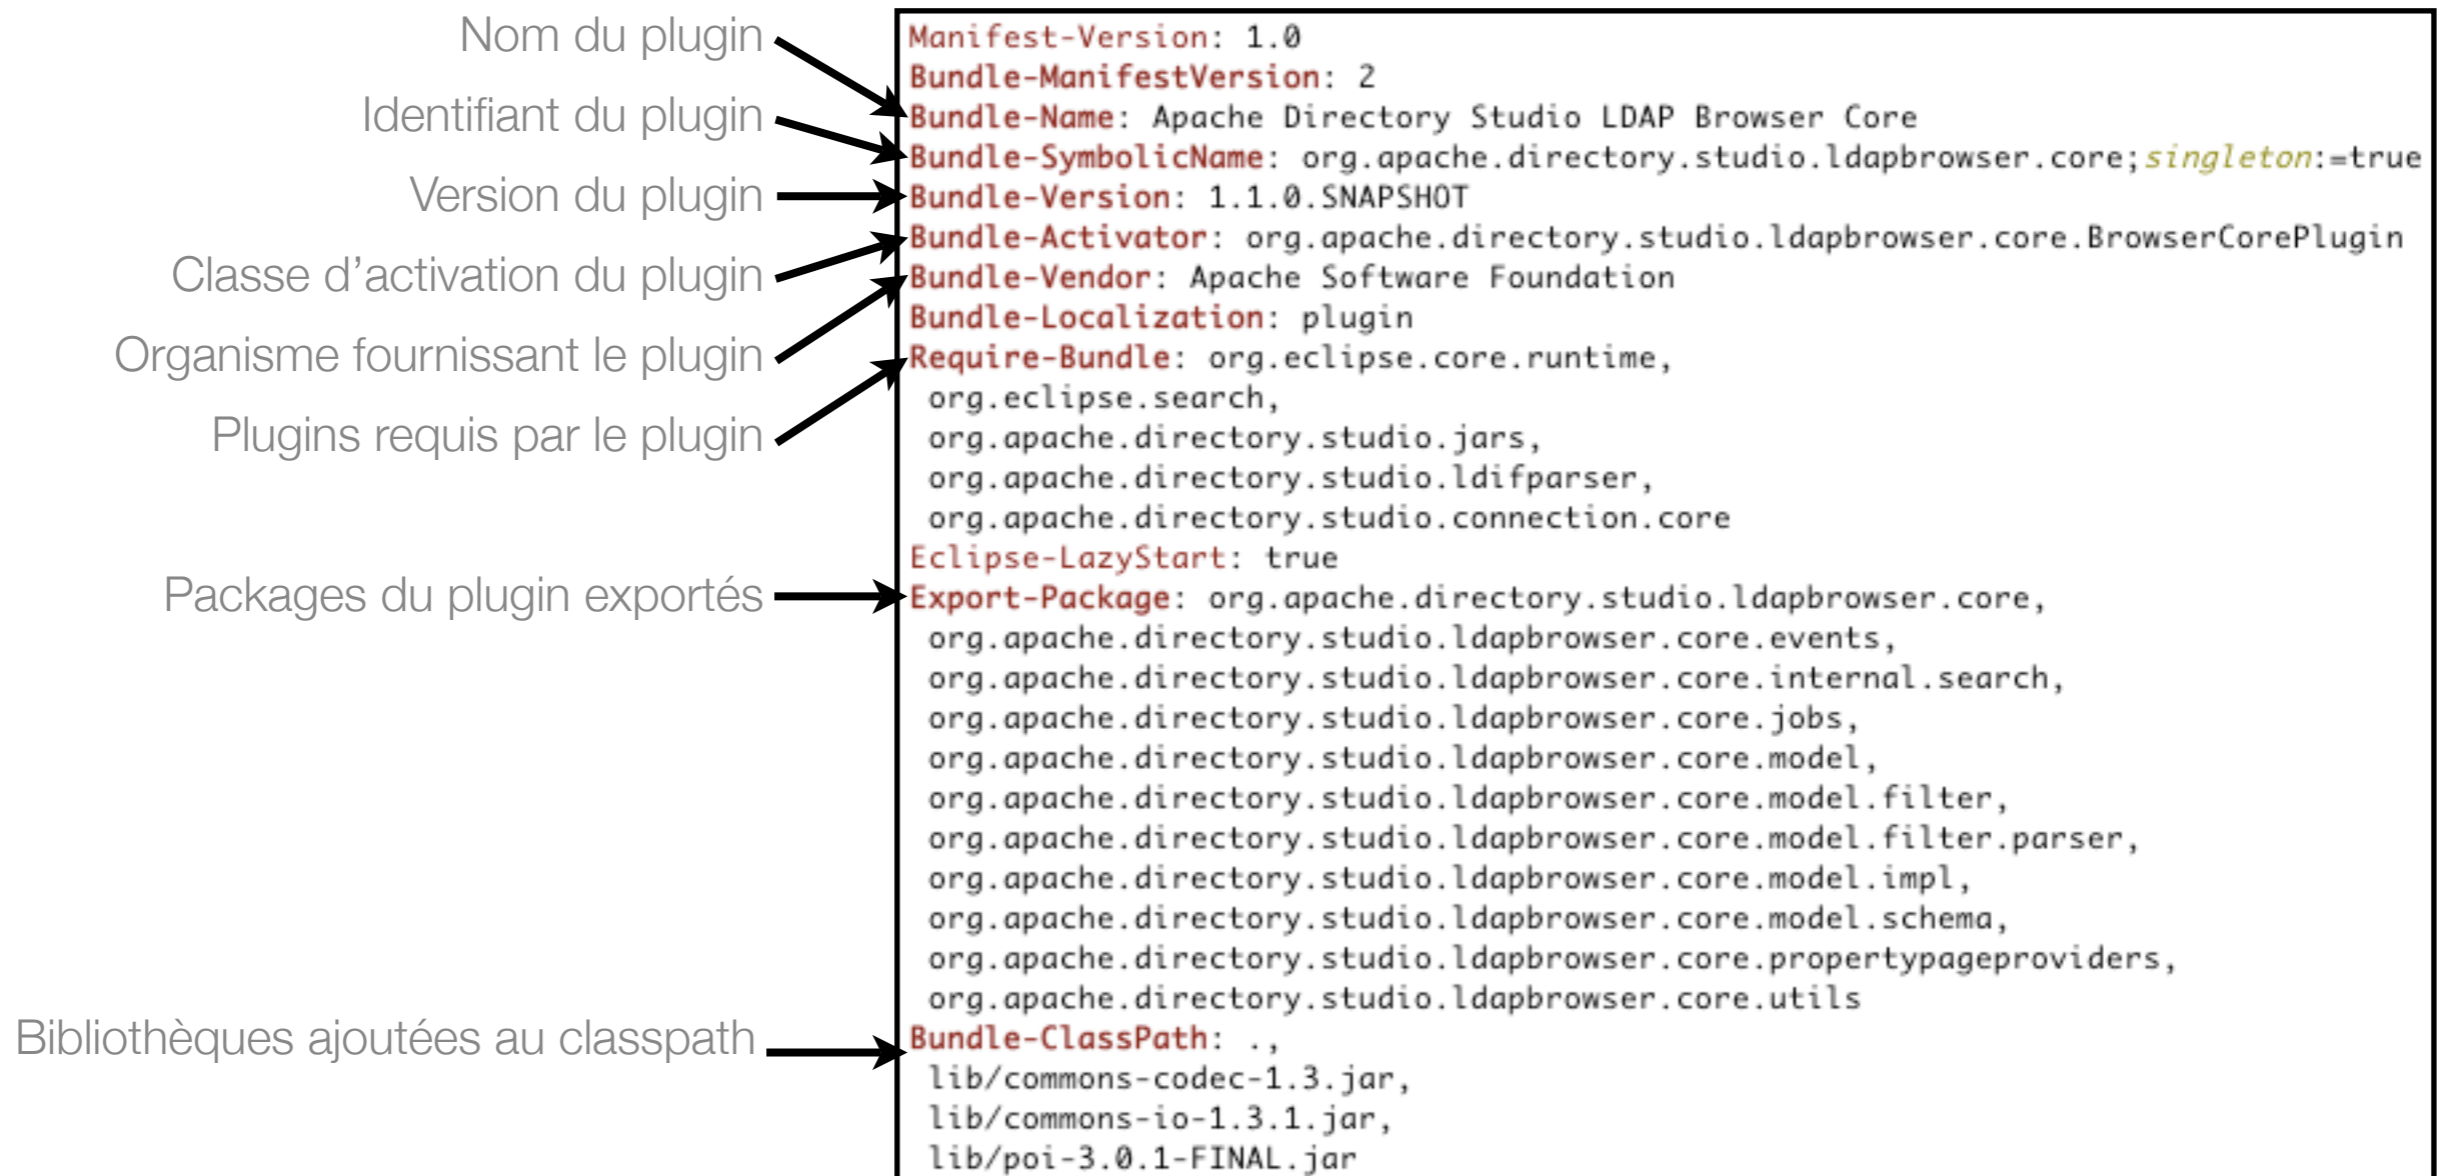 Nom du plugin
Identifiant du plugin
Version du plugin
Classe d’activation du plugin
Organisme fournissant le plugin
Plugins requis par le plugin
Packages du plugin exportés
Bibliothèques ajoutées au classpath
Manifest-Version: 1.0
Bundle-ManifestVersion: 2
Bundle-Name: Apache Directory Studio LDAP Browser Core
Bundle-SymbolicName: org.apache.directory.studio.ldapbrowser.core;singleton:=true
Bundle-Version: 1.1.0.SNAPSHOT
Bundle-Activator: org.apache.directory.studio.ldapbrowser.core.BrowserCorePlugin
Bundle-Vendor: Apache Software Foundation
Bundle-Localization: plugin
Require-Bundle: org.eclipse.core.runtime,
 org.eclipse.search,
 org.apache.directory.studio.jars,
 org.apache.directory.studio.ldifparser,
 org.apache.directory.studio.connection.core
Eclipse-LazyStart: true
Export-Package: org.apache.directory.studio.ldapbrowser.core,
 org.apache.directory.studio.ldapbrowser.core.events,
 org.apache.directory.studio.ldapbrowser.core.internal.search,
 org.apache.directory.studio.ldapbrowser.core.jobs,
 org.apache.directory.studio.ldapbrowser.core.model,
 org.apache.directory.studio.ldapbrowser.core.model.filter,
 org.apache.directory.studio.ldapbrowser.core.model.filter.parser,
 org.apache.directory.studio.ldapbrowser.core.model.impl,
 org.apache.directory.studio.ldapbrowser.core.model.schema,
 org.apache.directory.studio.ldapbrowser.core.propertypageproviders,
 org.apache.directory.studio.ldapbrowser.core.utils
Bundle-ClassPath: .,
 lib/commons-codec-1.3.jar,
 lib/commons-io-1.3.1.jar,
 lib/poi-3.0.1-FINAL.jar